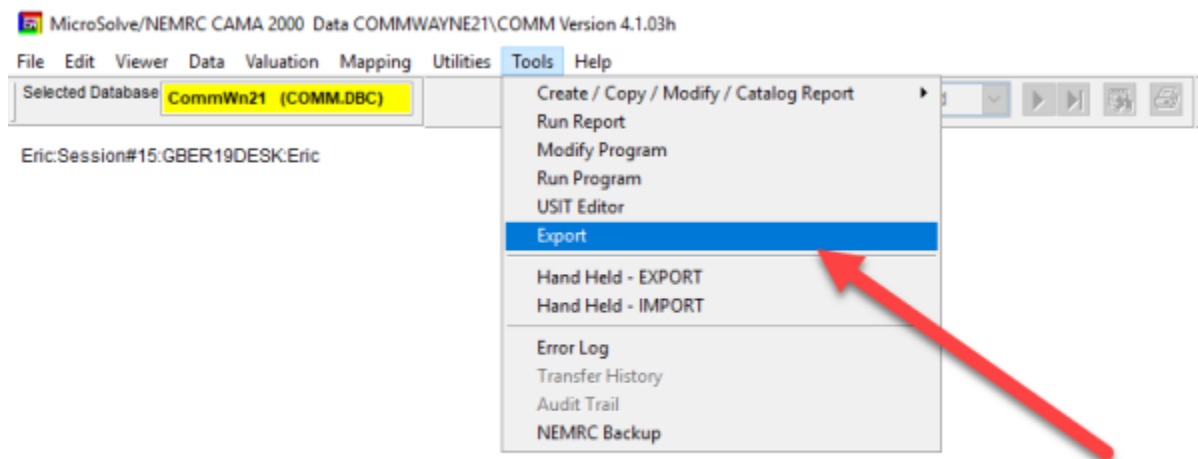 MicroSolve/NEMRC CAMA 2000 Data COMMWAYNE21\COMM Version 4.1.03h
File Edit Viewer Data Valuation Mapping Utilities Tools Help
Selected Database CommWn21 (COMM.DBC)
Eric:Session#15:GBER19DESK:Eric
Create / Copy / Modify / Catalog Report
Run Report
Modify Program
Run Program
USIT Editor
Export
Hand Held - EXPORT
Hand Held - IMPORT
Error Log
Transfer History
Audit Trail
NEMRC Backup